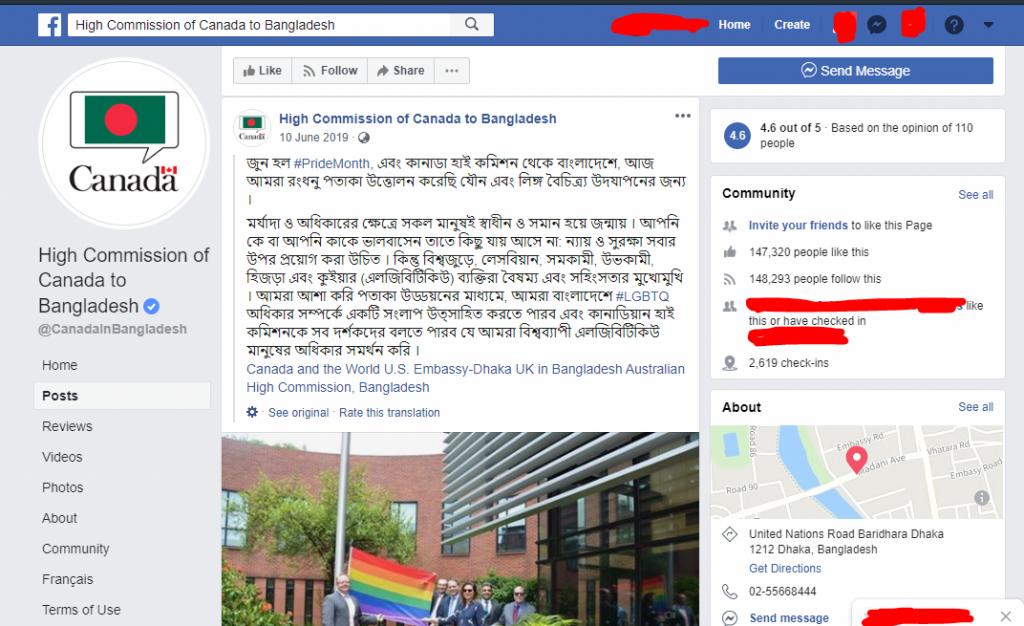 High Commission of Canada to Bangladesh
Home
Create
Canada
High Commission of
Canada to
Bangladesh
@CanadaInBangladesh
Home
Posts
Reviews
Videos
Photos
About
Community
Français
Terms of Use
Like
Follow
Share
Send Message
Canada
High Commission of Canada to Bangladesh
10 June 2019
জুন হল #PrideMonth, এবং কানাডা হাই কমিশন থেকে বাংলাদেশে, আজ
আমরা রংধনু পতাকা উত্তোলন করেছি যৌন এবং লিঙ্গ বৈচিত্র্য উদযাপনের জন্য
।
মর্যাদা ও অধিকারের ক্ষেত্রে সকল মানুষই স্বাধীন ও সমান হয়ে জন্মায় । আপনি
কে বা আপনি কাকে ভালবাসেন তাতে কিছু যায় আসে না: ন্যায় ও সুরক্ষা সবার
উপর প্রয়োগ করা উচিত । কিন্তু বিশ্বজুড়ে, লেসবিয়ান, সমকামী, উভকামী,
হিজড়া এবং কুইয়ার (এলজিবিটিকিউ) ব্যক্তিরা বৈষম্য এবং সহিংসতার মুখোমুখি
। আমরা আশা করি পতাকা উড্ডয়নের মাধ্যমে, আমরা বাংলাদেশে #LGBTQ
অধিকার সম্পর্কে একটি সংলাপ উত্সাহিত করতে পারব এবং কানাডিয়ান হাই
কমিশনকে সব দর্শকদের বলতে পারব যে আমরা বিশ্বব্যাপী এলজিবিটিকিউ
মানুষের অধিকার সমর্থন করি ।
Canada and the World U.S. Embassy-Dhaka UK in Bangladesh Australian
High Commission, Bangladesh
See original · Rate this translation
4.6
4.6 out of 5 · Based on the opinion of 110
people
Community
See all
Invite your friends to like this Page
147,320 people like this
148,293 people follow this
like
this or have checked in
2,619 check-ins
About
See all
Road 86
Embassy Rd
Madani Ave
Vhatara Rd
Embassy Road
Road 90
United Nations Road Baridhara Dhaka
1212 Dhaka, Bangladesh
Get Directions
02-55668444
Send message